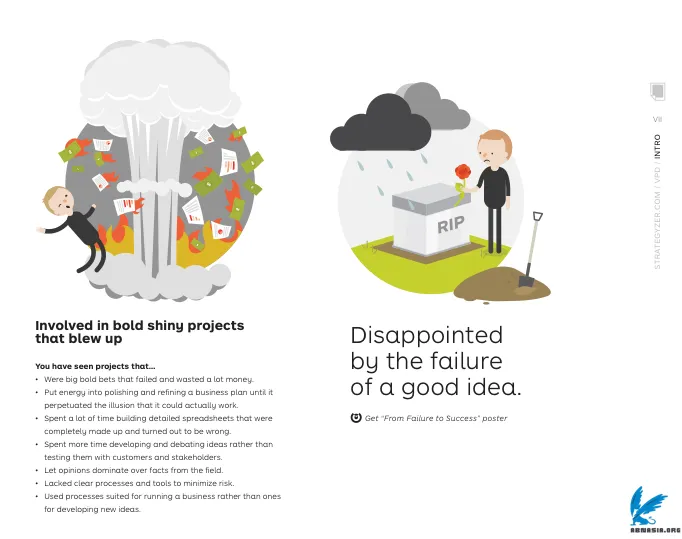 Involved in bold shiny projects
that blew up
You have seen projects that…
• Were big bold bets that failed and wasted a lot money.
• Put energy into polishing and refining a business plan until it
perpetuated the illusion that it could actually work.
• Spent a lot of time building detailed spreadsheets that were
completely made up and turned out to be wrong.
• Spent more time developing and debating ideas rather than
testing them with customers and stakeholders.
• Let opinions dominate over facts from the field.
• Lacked clear processes and tools to minimize risk.
• Used processes suited for running a business rather than ones
for developing new ideas.
RIP
Disappointed
by the failure
of a good idea.
Get “From Failure to Success” poster
VII
STRATEGYZER.COM / VPD / INTRO
ABMASIA.ORG